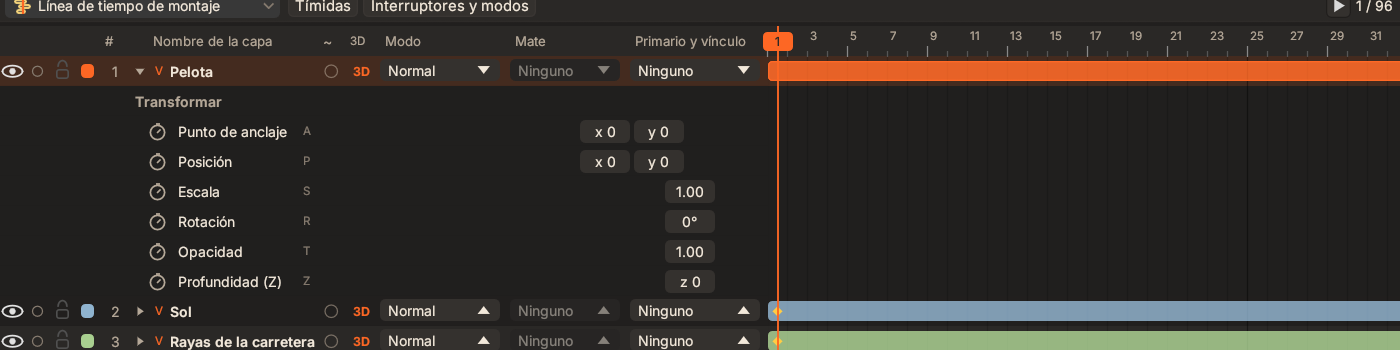 Línea de tiempo de montaje Tímidas Interruptores y modos 1 / 96
# Nombre de la capa ~ 3D Modo Mate Primario y vínculo 1 3 5 7 9 11 13 15 17 19 21 23 25 27 29 31
1 V Pelota 3D Normal Ninguno Ninguno
Transformar
Punto de anclaje A x 0 y 0
Posición P x 0 y 0
Escala S 1.00
Rotación R 0°
Opacidad T 1.00
Profundidad (Z) Z z 0
2 V Sol 3D Normal Ninguno Ninguno
3 V Rayas de la carretera 3D Normal Ninguno Ninguno